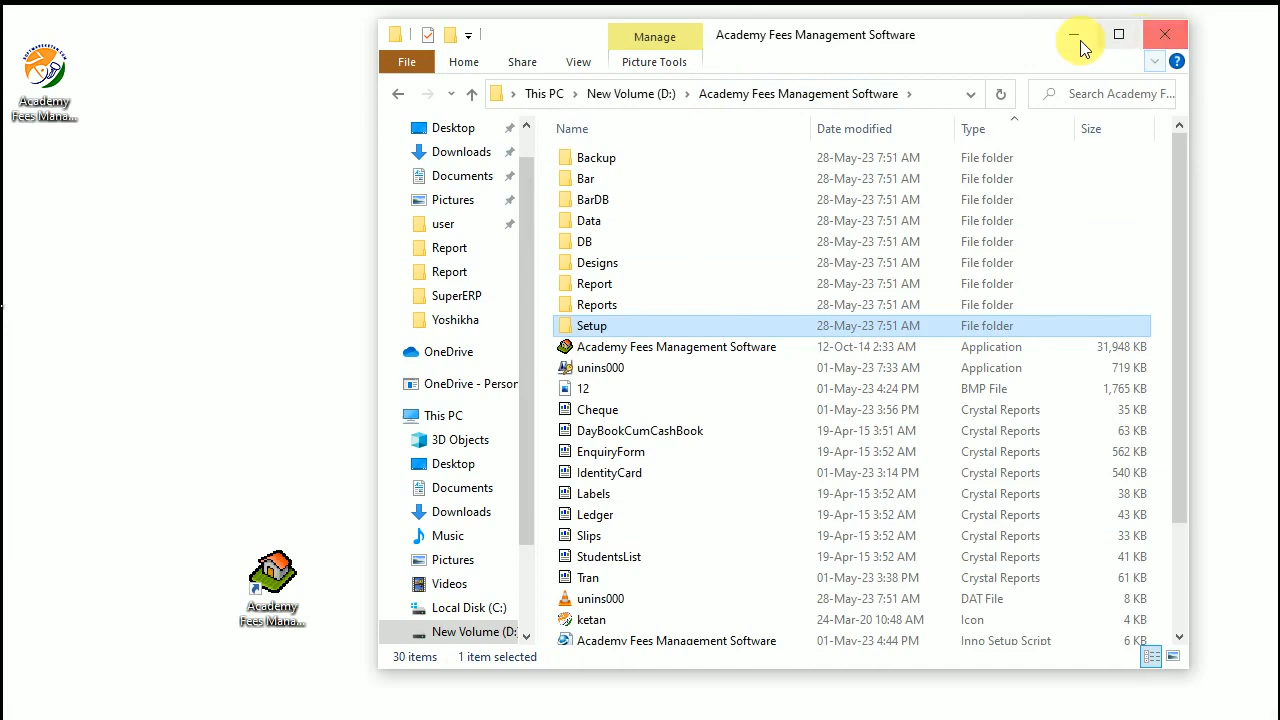 Academy
Fees Mana...
Academy
Fees Mana...
Manage
Academy Fees Management Software
File
Home
Share
View
Picture Tools
This PC
New Volume (D:)
Academy Fees Management Software
Search Academy F...
Desktop
Downloads
Documents
Pictures
user
Report
Report
SuperERP
Yoshikha
OneDrive
OneDrive - Person
This PC
3D Objects
Desktop
Documents
Downloads
Music
Pictures
Videos
Local Disk (C:)
New Volume (D:
Name Date modified Type Size
Backup 28-May-23 7:51 AM File folder
Bar 28-May-23 7:51 AM File folder
BarDB 28-May-23 7:51 AM File folder
Data 28-May-23 7:51 AM File folder
DB 28-May-23 7:51 AM File folder
Designs 28-May-23 7:51 AM File folder
Report 28-May-23 7:51 AM File folder
Reports 28-May-23 7:51 AM File folder
Setup 28-May-23 7:51 AM File folder
Academy Fees Management Software 12-Oct-14 2:33 AM Application 31,948 KB
unins000 01-May-23 7:33 AM Application 719 KB
12 01-May-23 4:24 PM BMP File 1,765 KB
Cheque 01-May-23 3:56 PM Crystal Reports 35 KB
DayBookCumCashBook 19-Apr-15 3:51 AM Crystal Reports 63 KB
EnquiryForm 19-Apr-15 3:52 AM Crystal Reports 562 KB
IdentityCard 01-May-23 3:14 PM Crystal Reports 540 KB
Labels 19-Apr-15 3:52 AM Crystal Reports 38 KB
Ledger 19-Apr-15 3:52 AM Crystal Reports 43 KB
Slips 19-Apr-15 3:52 AM Crystal Reports 33 KB
StudentsList 19-Apr-15 3:52 AM Crystal Reports 41 KB
Tran 01-May-23 3:38 PM Crystal Reports 61 KB
unins000 28-May-23 7:51 AM DAT File 8 KB
ketan 24-Mar-20 10:48 AM Icon 4 KB
Academy Fees Management Software 01-May-23 4:44 PM Inno Setup Script 6 KB
30 items 1 item selected